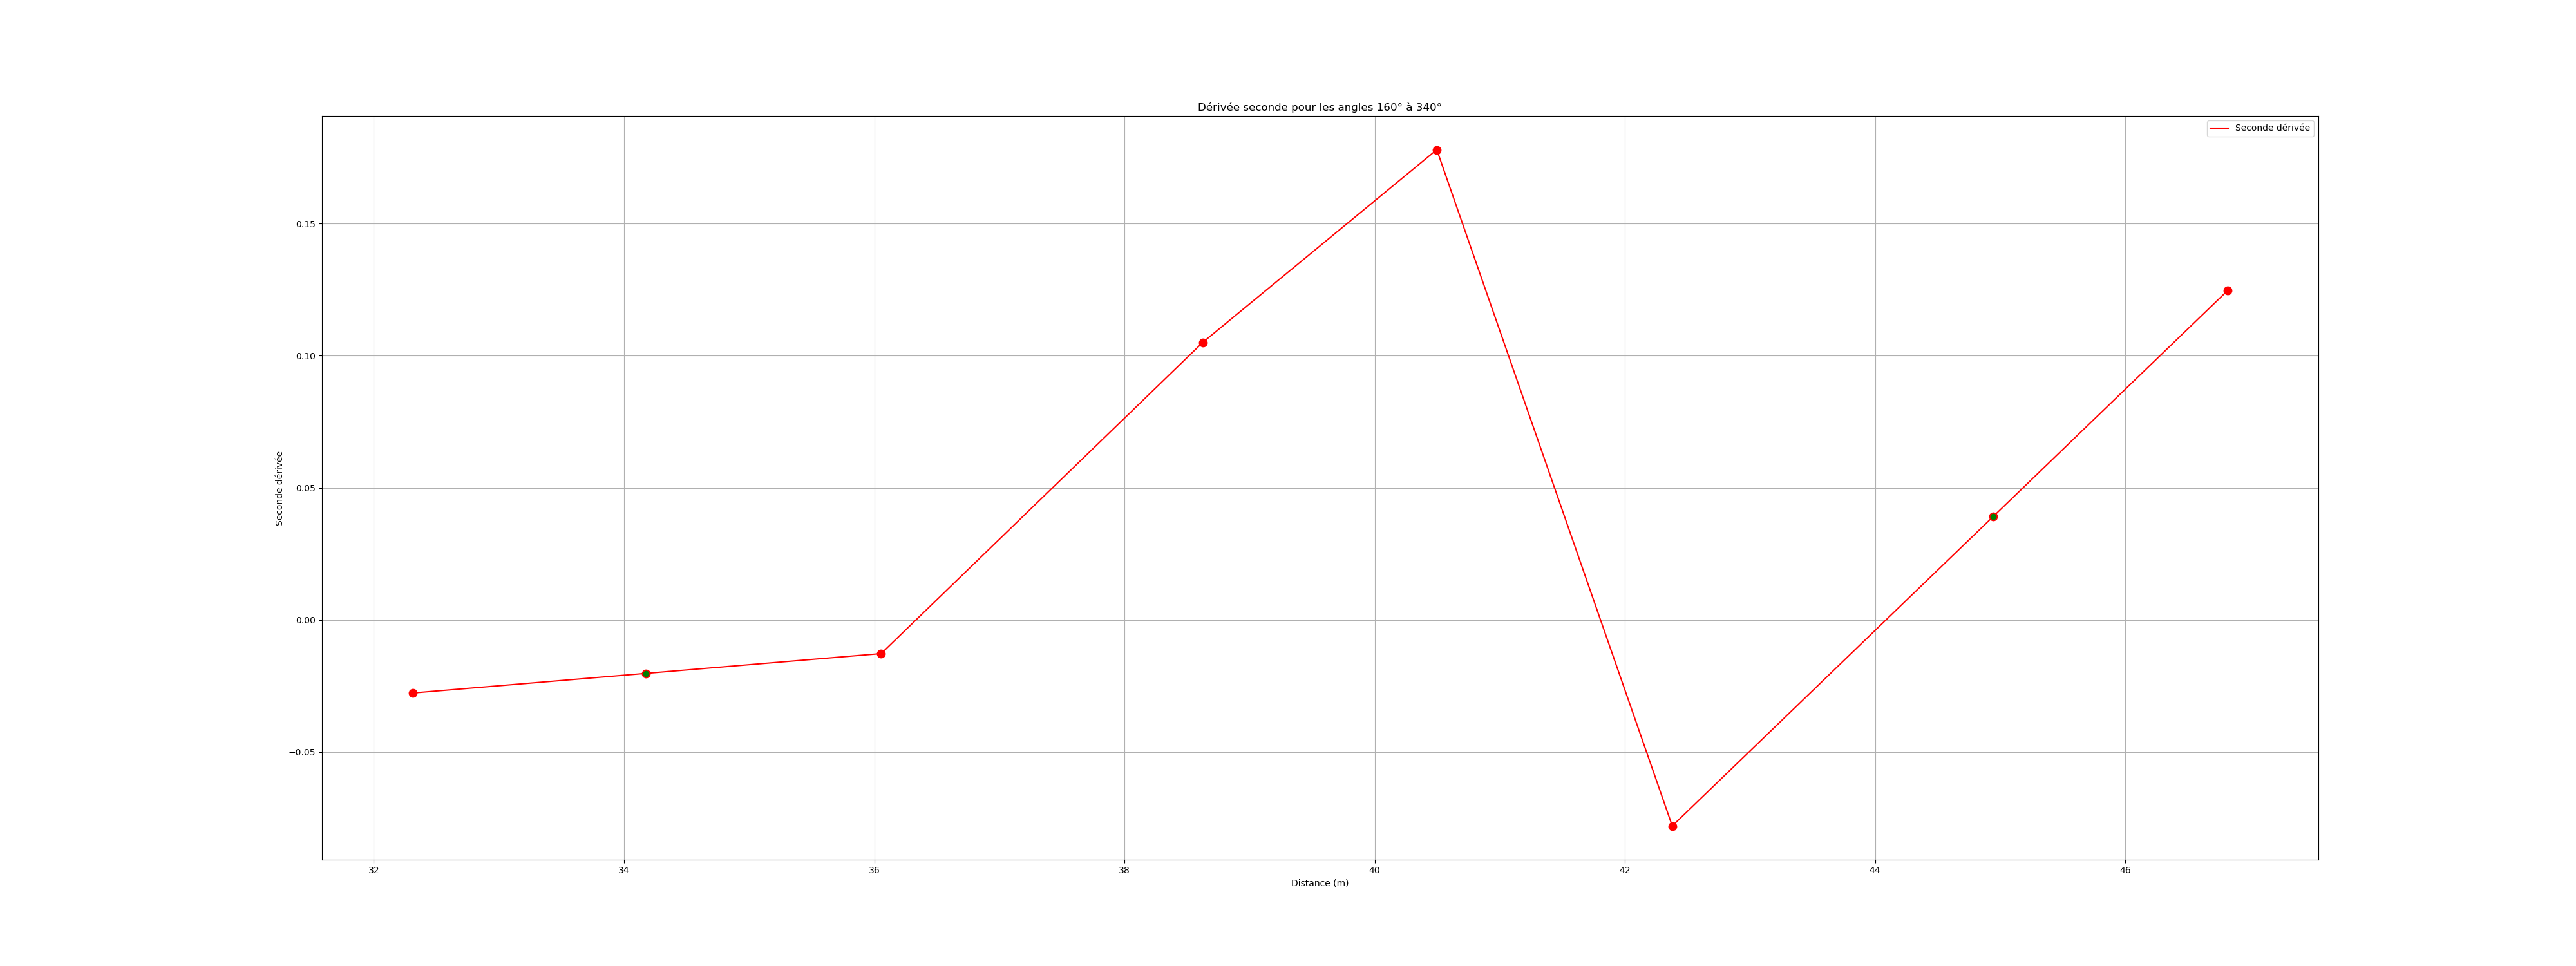 Dérivée seconde pour les angles 160° à 340°
Seconde dérivée
0.15
0.10
0.05
0.00
−0.05
Seconde dérivée
32 34 36 38 40 42 44 46
Distance (m)